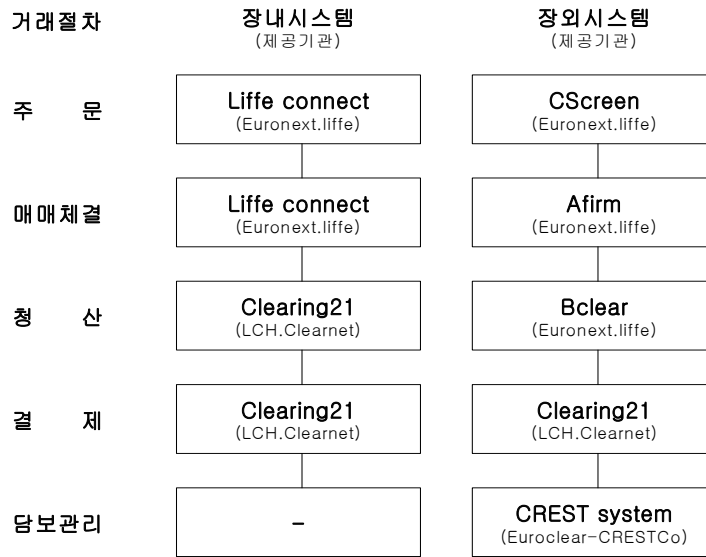 거래절차 장내시스템 장외시스템
(제공기관) (제공기관)
주 문 Liffe connect CScreen
(Euronext.liffe) (Euronext.liffe)
매매체결 Liffe connect Afirm
(Euronext.liffe) (Euronext.liffe)
청 산 Clearing21 Bclear
(LCH.Clearnet) (Euronext.liffe)
결 제 Clearing21 Clearing21
(LCH.Clearnet) (LCH.Clearnet)
담보관리 - CREST system
(Euroclear-CRESTCo)